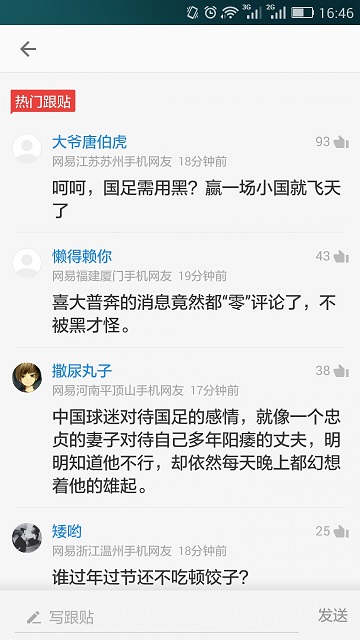 3G 2G 16:46
热门跟贴
大爷唐伯虎 93
网易江苏苏州手机网友 18分钟前
呵呵，国足需用黑？赢一场小国就飞天
了
懒得赖你 43
网易福建厦门手机网友 19分钟前
喜大普奔的消息竟然都“零”评论了，不
被黑才怪。
撒尿丸子 38
网易河南平顶山手机网友 17分钟前
中国球迷对待国足的感情，就像一个忠
贞的妻子对待自己多年阳痿的丈夫，明
明知道他不行，却依然每天晚上都幻想
着他的雄起。
矮哟 25
网易浙江温州手机网友 18分钟前
谁过年过节还不吃顿饺子？
写跟贴 发送